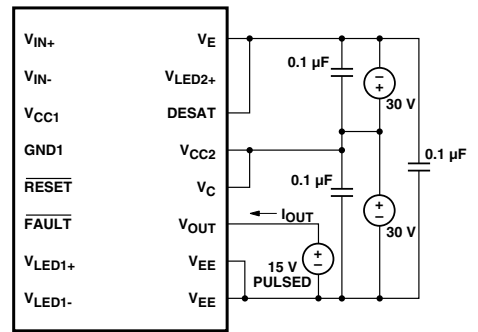 V_IN+ V_E
V_IN- V_LED2+
V_CC1 DESAT
GND1 V_CC2
RESET V_C
FAULT V_OUT
V_LED1+ V_EE
V_LED1- V_EE
0.1 µF
− +
30 V
0.1 µF
0.1 µF
+ −
30 V
I_OUT
+ −
15 V
PULSED